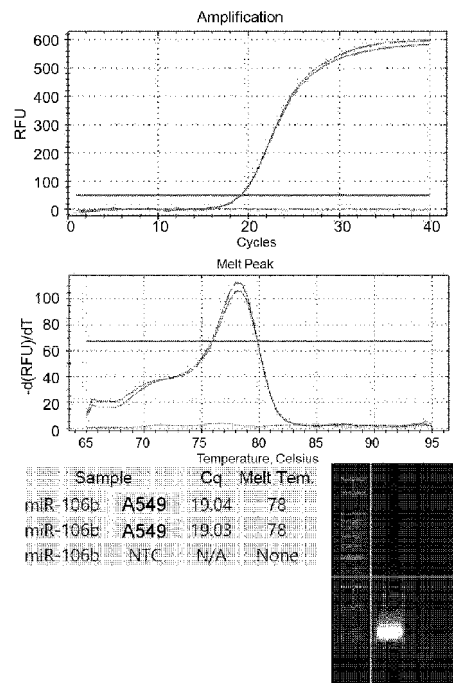 Amplification
600
500
400
300
200
100
0
RFU
0 10 20 30 40
Cycles
Melt Peak
100
80
60
40
20
0
-d(RFU)/dT
65 70 75 80 85 90 95
Temperature, Celsius
Sample Cq Melt Tem.
miR-106b A549 19.04 78
miR-106b A549 19.03 78
miR-106b NTC N/A None